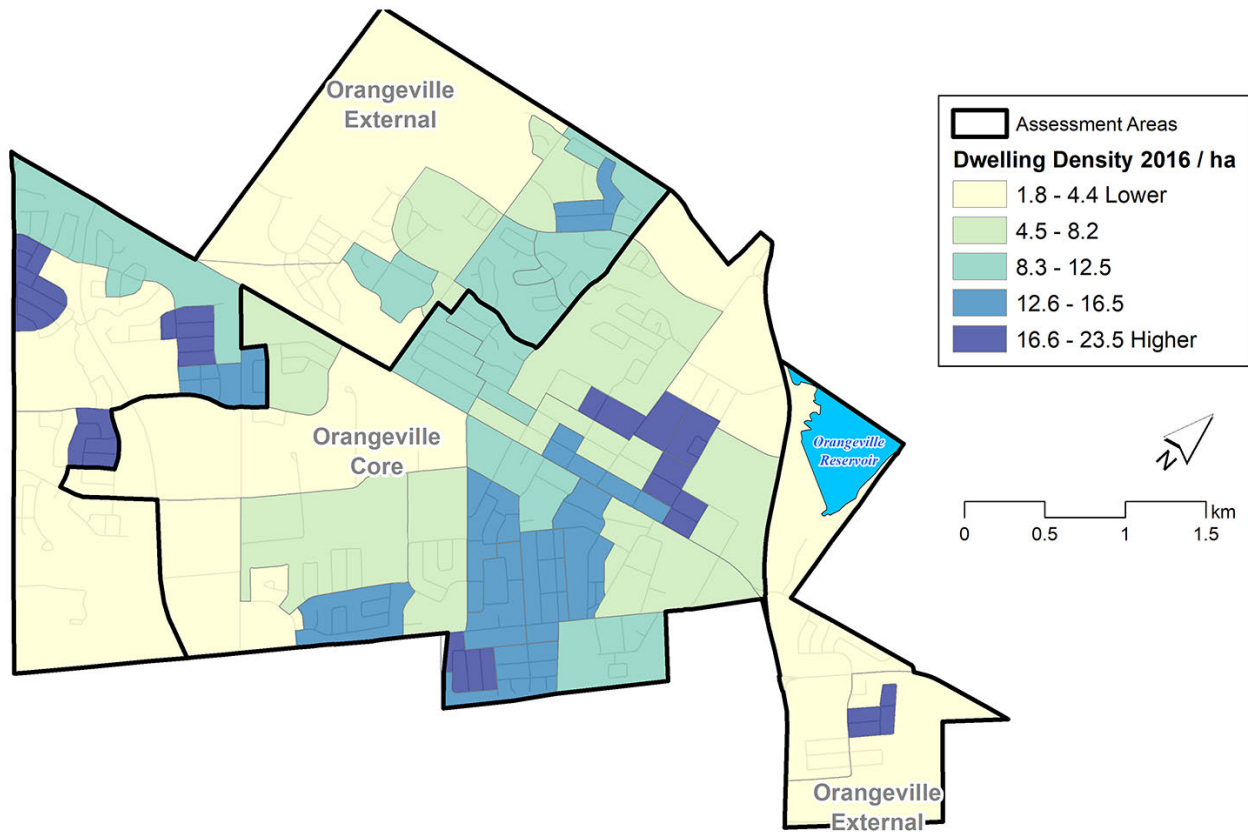 Orangeville
External
Orangeville
Core
Orangeville
Reservoir
Orangeville
External
Assessment Areas
Dwelling Density 2016 / ha
1.8 - 4.4 Lower
4.5 - 8.2
8.3 - 12.5
12.6 - 16.5
16.6 - 23.5 Higher
N
km
0 0.5 1 1.5